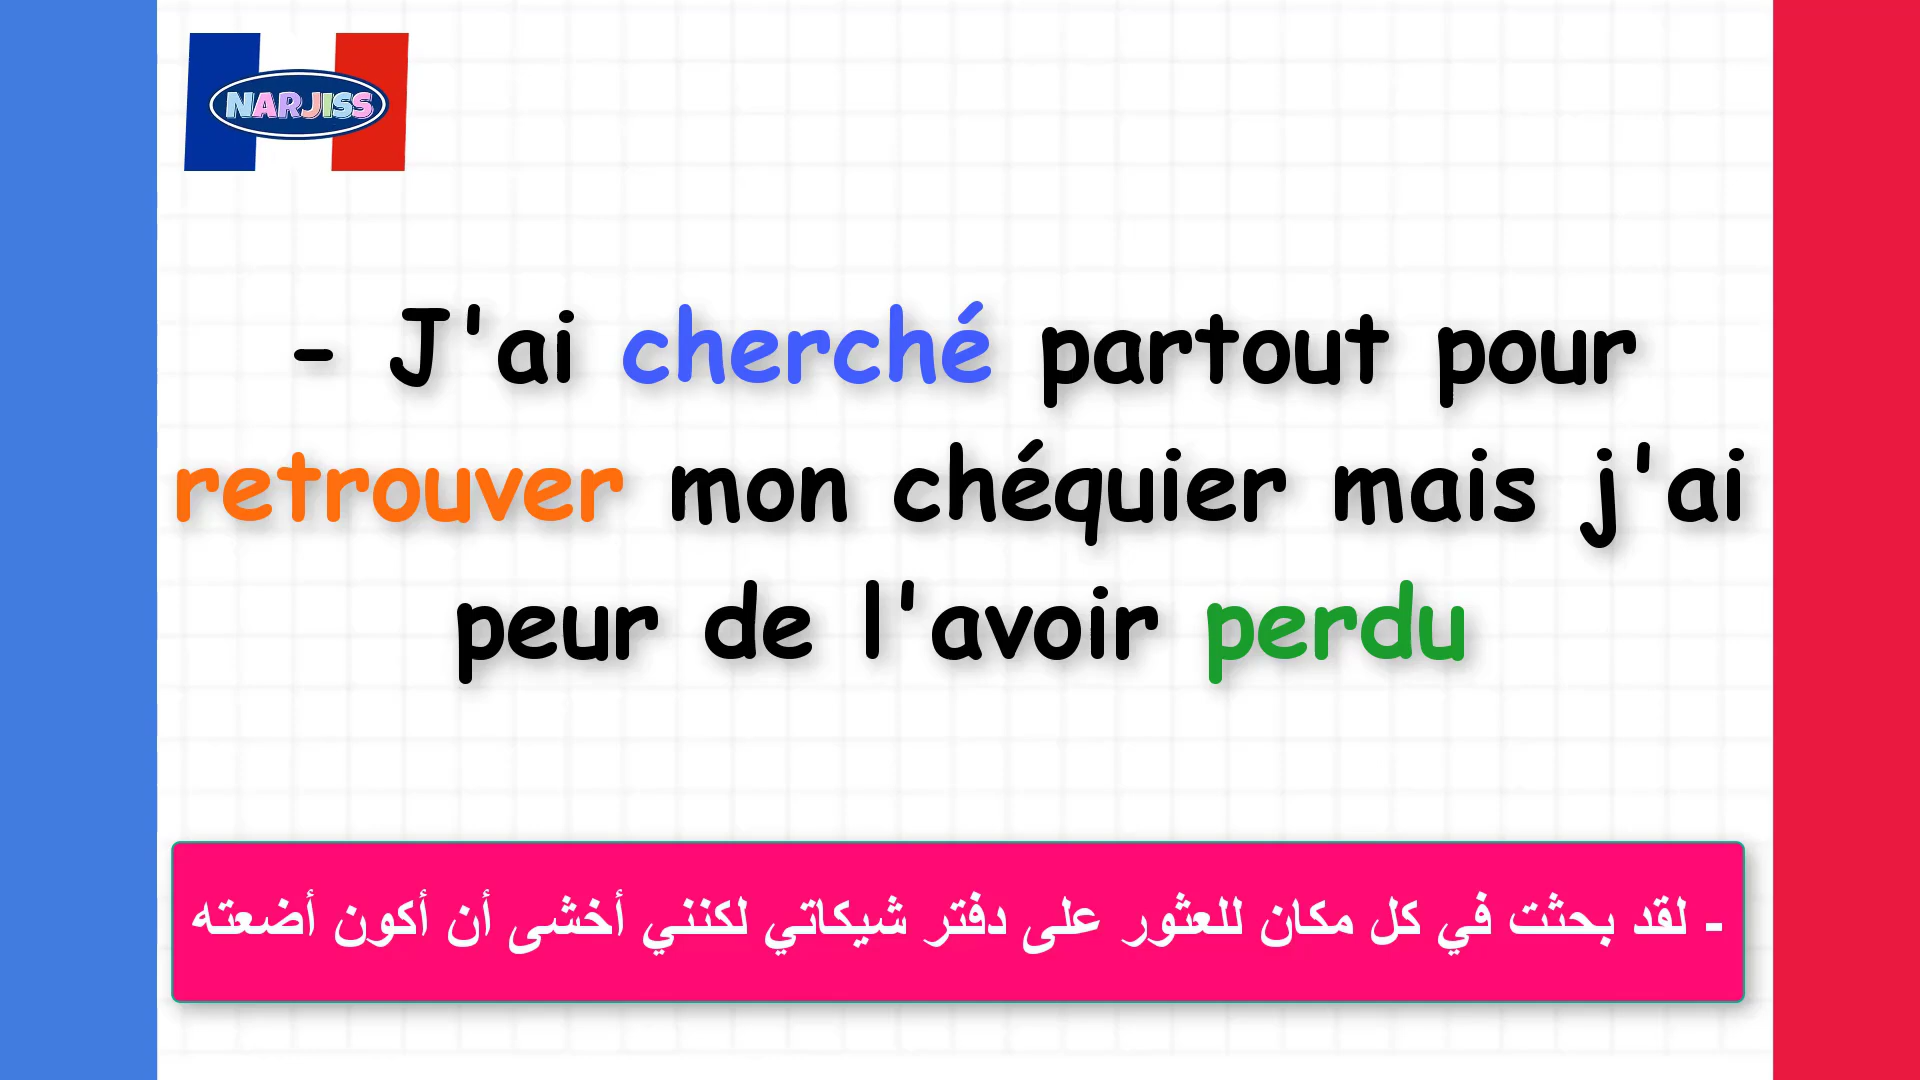 NARJISS
- J'ai cherché partout pour
retrouver mon chéquier mais j'ai
peur de l'avoir perdu
- لقد بحثت في كل مكان للعثور على دفتر شيكاتي لكنني أخشى أن أكون أضعته